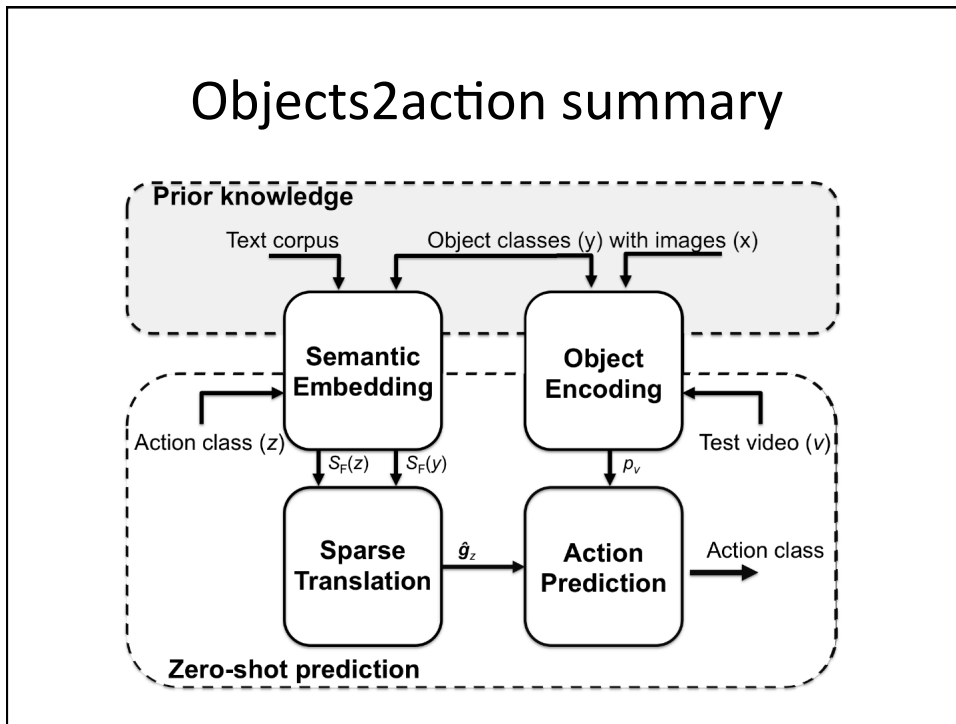 Objects2action summary
Prior knowledge
Text corpus
Object classes (y) with images (x)
Semantic
Embedding
Object
Encoding
Action class (z)
Test video (v)
S_F(z)
S_F(y)
p_v
Sparse
Translation
ĝ_z
Action
Prediction
Action class
Zero-shot prediction